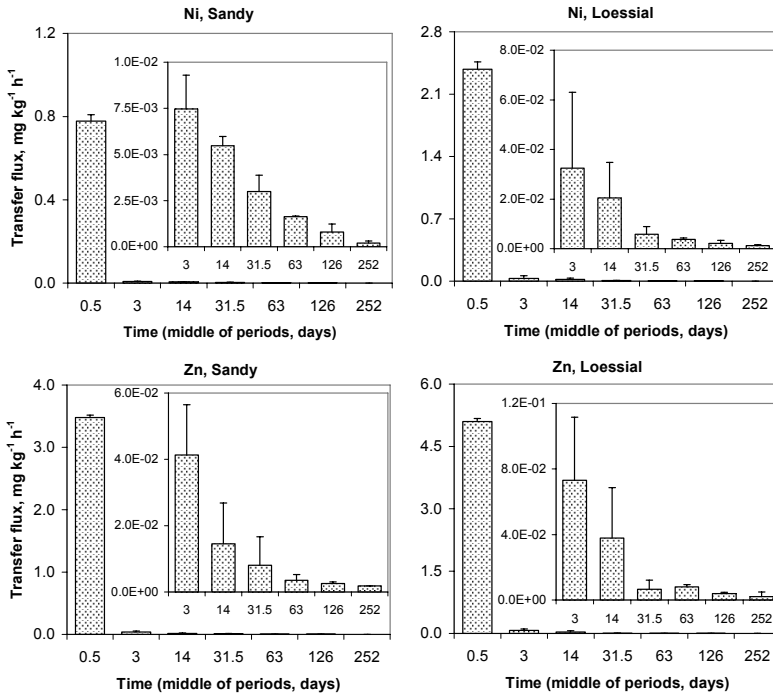 Ni, Sandy
Transfer flux, mg kg⁻¹ h⁻¹
1.2
0.8
0.4
0.0
1.0E-02
7.5E-03
5.0E-03
2.5E-03
0.0E+00
3 14 31.5 63 126 252
0.5 3 14 31.5 63 126 252
Time (middle of periods, days)
Ni, Loessial
2.8
2.1
1.4
0.7
0.0
8.0E-02
6.0E-02
4.0E-02
2.0E-02
0.0E+00
3 14 31.5 63 126 252
0.5 3 14 31.5 63 126 252
Time (middle of periods, days)
Zn, Sandy
Transfer flux, mg kg⁻¹ h⁻¹
4.0
3.0
2.0
1.0
0.0
6.0E-02
4.0E-02
2.0E-02
0.0E+00
3 14 31.5 63 126 252
0.5 3 14 31.5 63 126 252
Time (middle of periods, days)
Zn, Loessial
6.0
4.5
3.0
1.5
0.0
1.2E-01
8.0E-02
4.0E-02
0.0E+00
3 14 31.5 63 126 252
0.5 3 14 31.5 63 126 252
Time (middle of periods, days)